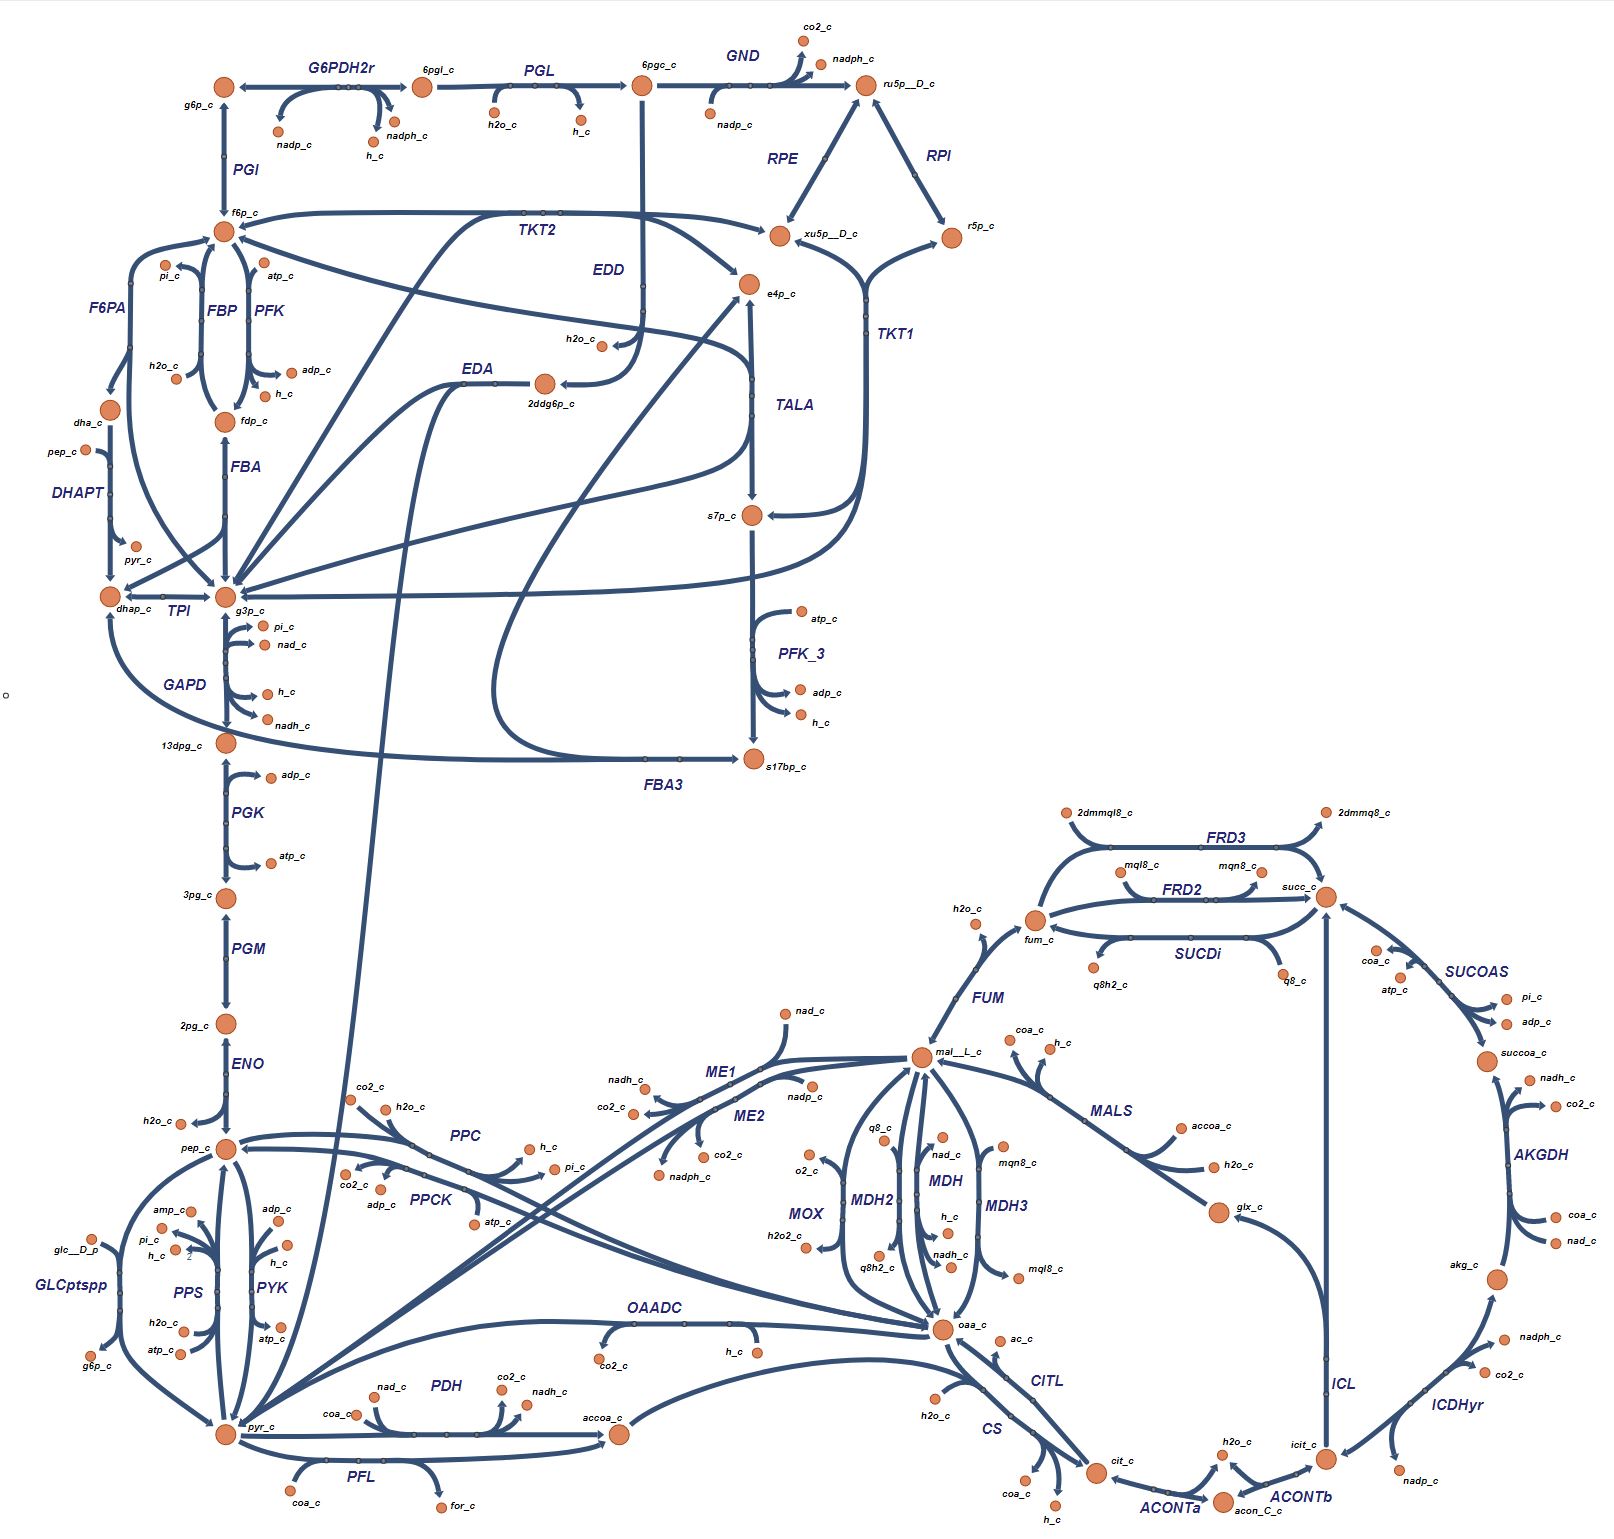 co2_c
G6PDH2r
6pgl_c
PGL
6pgc_c
GND
nadph_c
g6p_c
ru5p__D_c
nadp_c
nadph_c
h_c
h2o_c
h_c
nadp_c
PGI
RPE
RPI
f6p_c
TKT2
xu5p__D_c
r5p_c
pi_c
atp_c
EDD
e4p_c
F6PA
FBP
PFK
TKT1
h2o_c
h2o_c
adp_c
EDA
h_c
2ddg6p_c
TALA
dha_c
fdp_c
pep_c
FBA
DHAPT
s7p_c
pyr_c
dhap_c
TPI
g3p_c
atp_c
pi_c
nad_c
PFK_3
GAPD
h_c
adp_c
nadh_c
h_c
13dpg_c
s17bp_c
adp_c
FBA3
PGK
2dmmql8_c
2dmmq8_c
FRD3
atp_c
mql8_c
mqn8_c
3pg_c
FRD2
succ_c
h2o_c
fum_c
PGM
SUCDi
coa_c
SUCOAS
q8h2_c
q8_c
atp_c
FUM
pi_c
nad_c
2pg_c
adp_c
coa_c
h_c
mal__L_c
succoa_c
ENO
ME1
nadh_c
nadh_c
co2_c
nadp_c
co2_c
h2o_c
co2_c
ME2
MALS
h2o_c
accoa_c
q8_c
PPC
pep_c
h_c
co2_c
nad_c
mqn8_c
AKGDH
pi_c
o2_c
h2o_c
co2_c
nadph_c
MDH
adp_c
PPCK
MDH2
MDH3
amp_c
adp_c
MOX
glx_c
atp_c
h_c
coa_c
pi_c
h2o2_c
nad_c
glc__D_p
h_c
2
h_c
nadh_c
q8h2_c
mql8_c
akg_c
GLCptspp
PPS
PYK
OAADC
h2o_c
oaa_c
atp_c
ac_c
nadph_c
atp_c
h_c
g6p_c
co2_c
co2_c
CITL
PDH
co2_c
ICL
nad_c
nadh_c
ICDHyr
coa_c
accoa_c
h2o_c
pyr_c
CS
h2o_c
icit_c
cit_c
PFL
nadp_c
coa_c
coa_c
for_c
ACONTa
ACONTb
acon_C_c
h_c